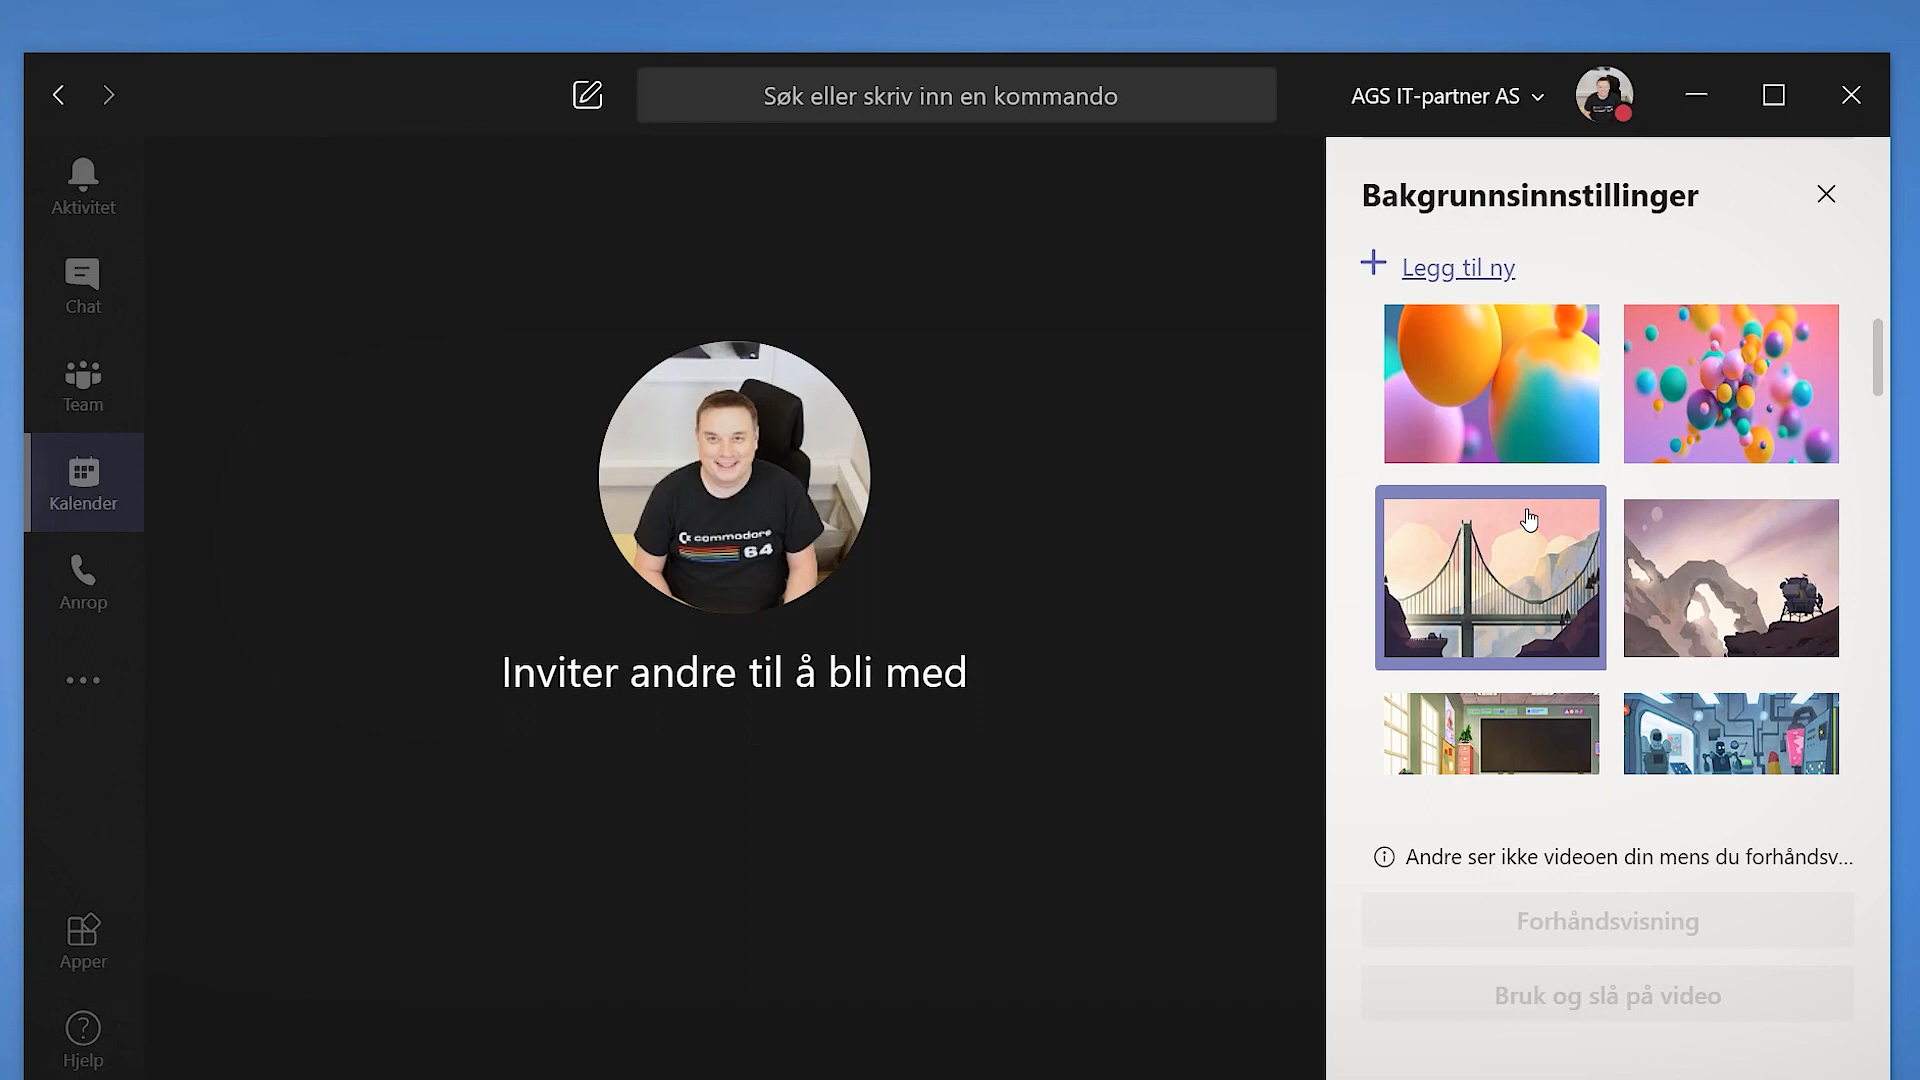 Søk eller skriv inn en kommando
AGS IT-partner AS
Aktivitet
Chat
Team
Kalender
Anrop
Apper
Hjelp
commodore
64
Inviter andre til å bli med
Bakgrunnsinnstillinger
Legg til ny
Andre ser ikke videoen din mens du forhåndsv...
Forhåndsvisning
Bruk og slå på video